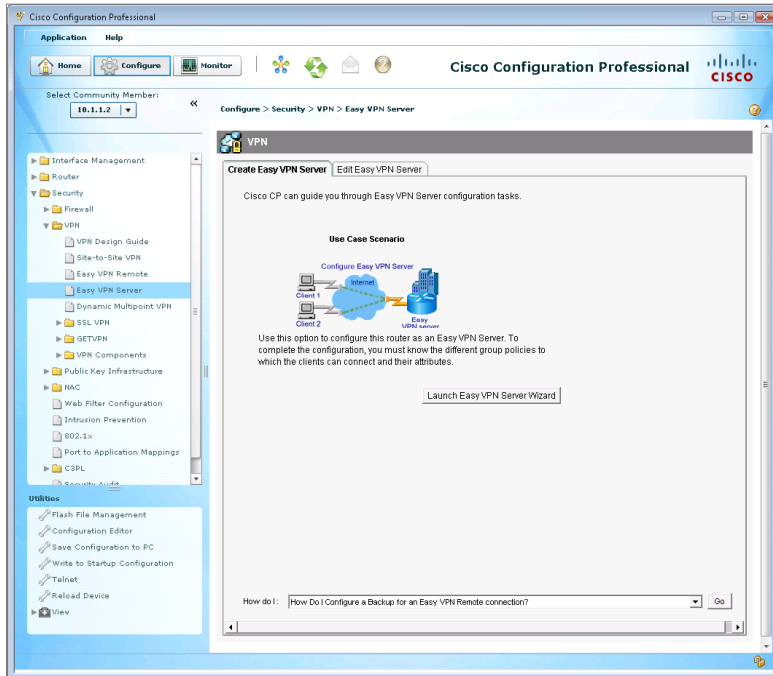 Cisco Configuration Professional
Application Help
Home Configure Monitor
Cisco Configuration Professional
CISCO
Select Community Member:
10.1.1.2
«
Configure > Security > VPN > Easy VPN Server
VPN
Interface Management
Router
Security
Firewall
VPN
VPN Design Guide
Site-to-Site VPN
Easy VPN Remote
Easy VPN Server
Dynamic Multipoint VPN
SSL VPN
GETVPN
VPN Components
Public Key Infrastructure
NAC
Web Filter Configuration
Intrusion Prevention
802.1x
Port to Application Mappings
C3PL
Security Audit
Utilities
Flash File Management
Configuration Editor
Save Configuration to PC
Write to Startup Configuration
Telnet
Reload Device
View
Create Easy VPN Server Edit Easy VPN Server
Cisco CP can guide you through Easy VPN Server configuration tasks.
Use Case Scenario
Configure Easy VPN Server
Internet
Client 1
Client 2
Easy
VPN server
Use this option to configure this router as an Easy VPN Server. To
complete the configuration, you must know the different group policies to
which the clients can connect and their attributes.
Launch Easy VPN Server Wizard
How do I: How Do I Configure a Backup for an Easy VPN Remote connection? Go